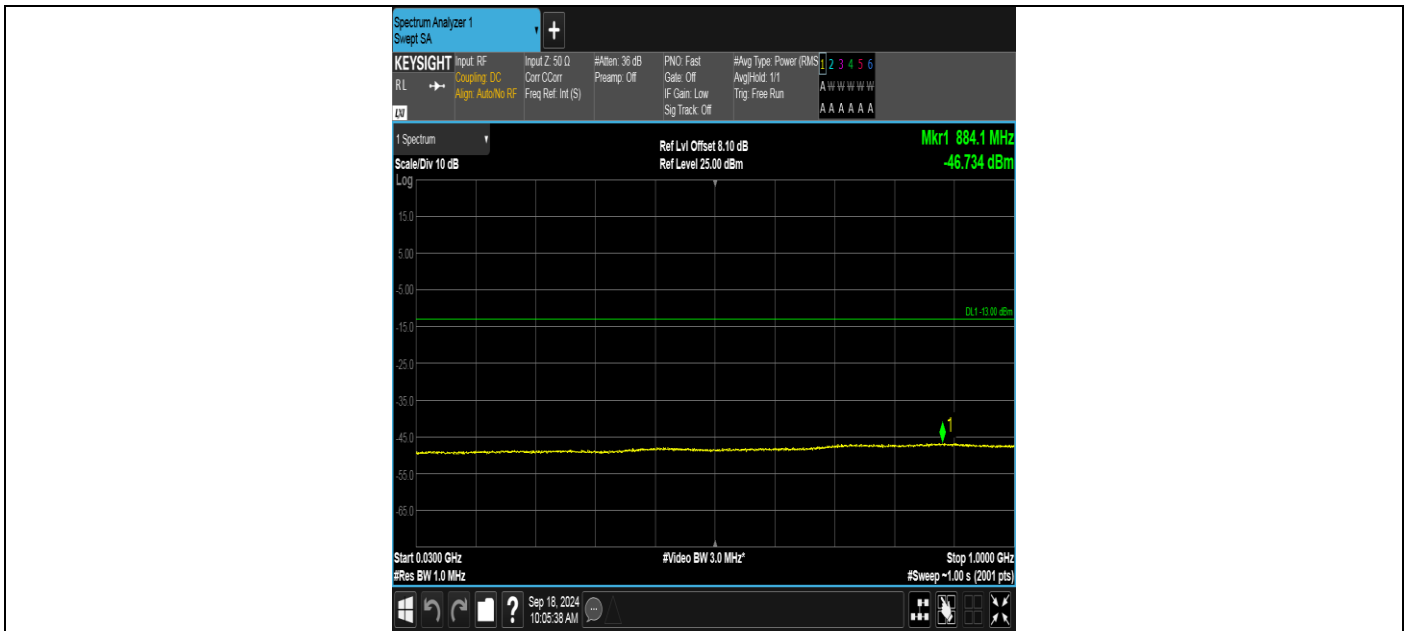 Spectrum Analyzer 1
Swept SA
KEYSIGHT
RL
LXI
Input: RF
Coupling: DC
Align: Auto/No RF
Input Z: 50 Ω
Corr CCorr
Freq Ref: Int (S)
#Atten: 36 dB
Preamp: Off
PNO: Fast
Gate: Off
IF Gain: Low
Sig Track: Off
#Avg Type: Power (RMS
Avg|Hold: 1/1
Trig: Free Run
1 2 3 4 5 6
A W W W W W
A A A A A A
1 Spectrum
Scale/Div 10 dB
Log
Ref Lvl Offset 8.10 dB
Ref Level 25.00 dBm
Mkr1 884.1 MHz
-46.734 dBm
15.0
5.00
-5.00
DL1 -13.00 dBm
-15.0
-25.0
-35.0
1
-45.0
-55.0
-65.0
Start 0.0300 GHz
#Video BW 3.0 MHz*
Stop 1.0000 GHz
#Res BW 1.0 MHz
#Sweep ~1.00 s (2001 pts)
?
Sep 18, 2024
10:05:38 AM